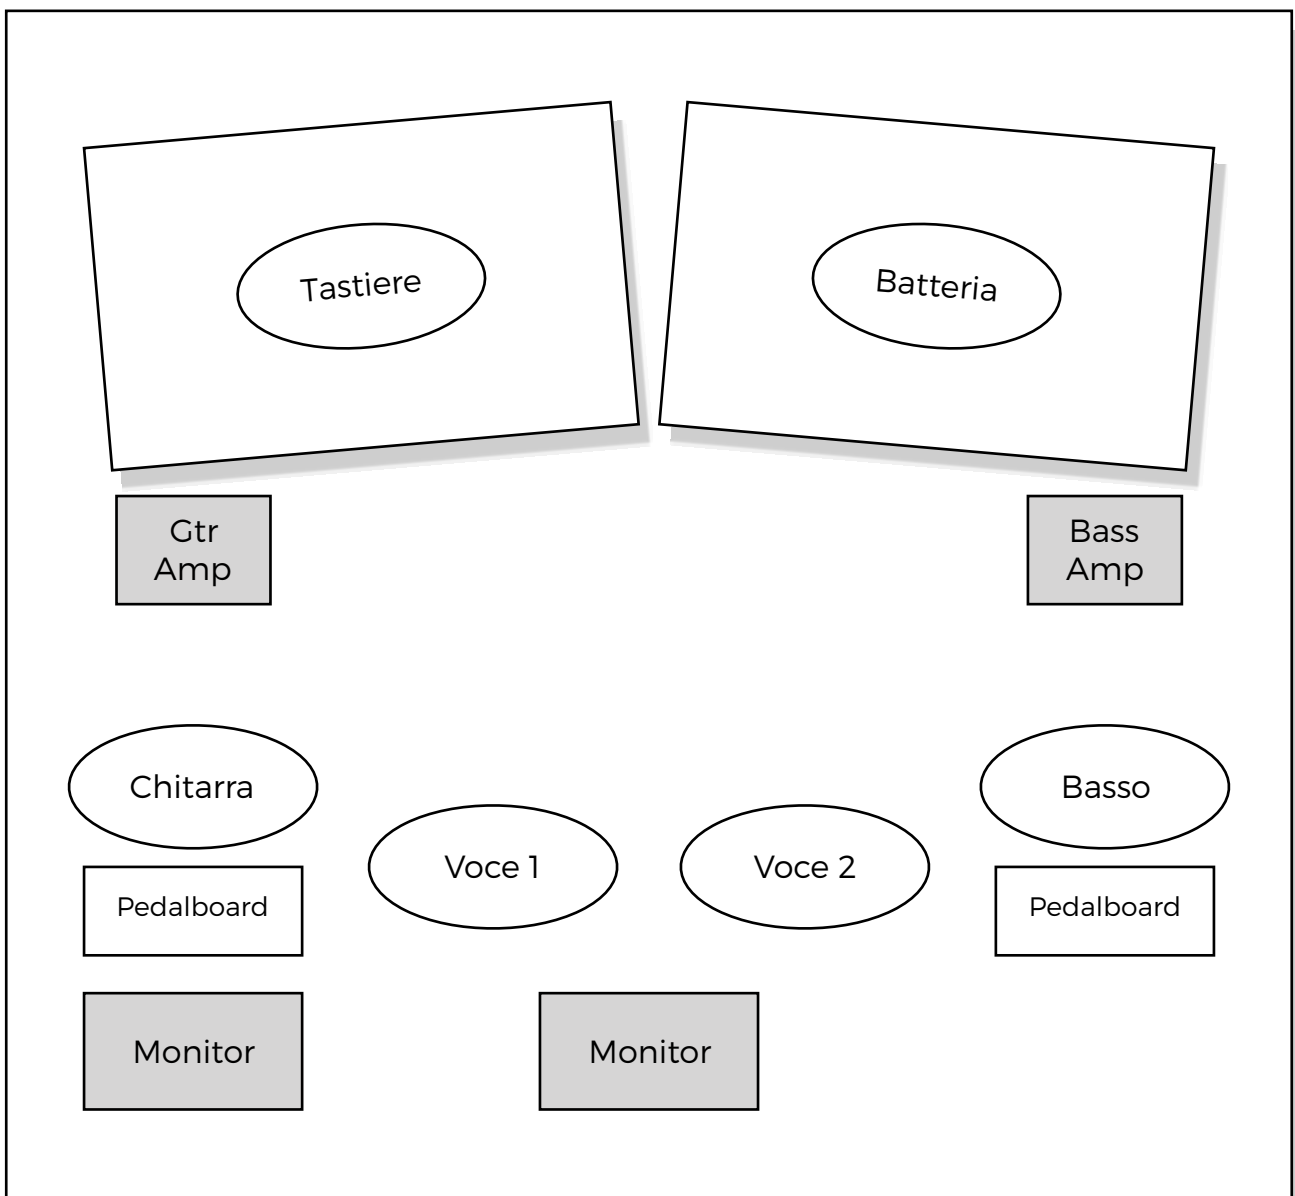 Tastiere
Batteria
Gtr
Amp
Bass
Amp
Chitarra
Basso
Voce 1
Voce 2
Pedalboard
Pedalboard
Monitor
Monitor